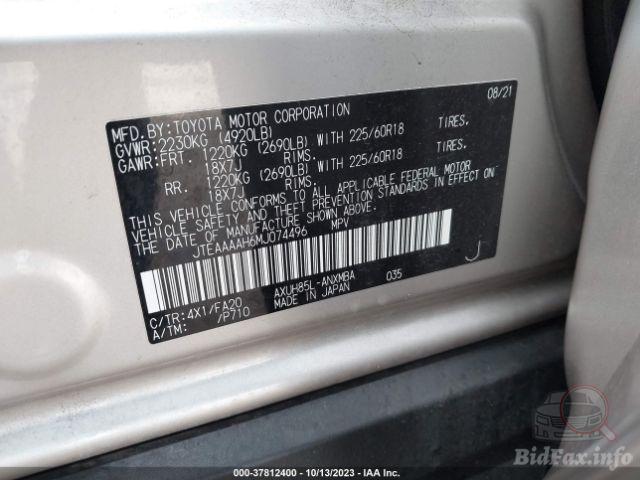 08/21
MFD.BY:TOYOTA MOTOR CORPORATION
GVWR:2230KG (4920LB)
GAWR:FRT. 1220KG (2690LB) WITH 225/60R18 TIRES.
18X7J RIMS.
RR. 1220KG (2690LB) WITH 225/60R18 TIRES.
18X7J RIMS.
THIS VEHICLE CONFORMS TO ALL APPLICABLE FEDERAL MOTOR
VEHICLE SAFETY AND THEFT PREVENTION STANDARDS IN EFFECT ON
THE DATE OF MANUFACTURE SHOWN ABOVE.
JTEAAAAH6MJ074496 MPV
J
C/TR:4X1/FA20 AXUH85L-ANXMBA 035
A/TM: /P710 MADE IN JAPAN
000-37812400 - 10/13/2023 - IAA Inc.
BidFax.info